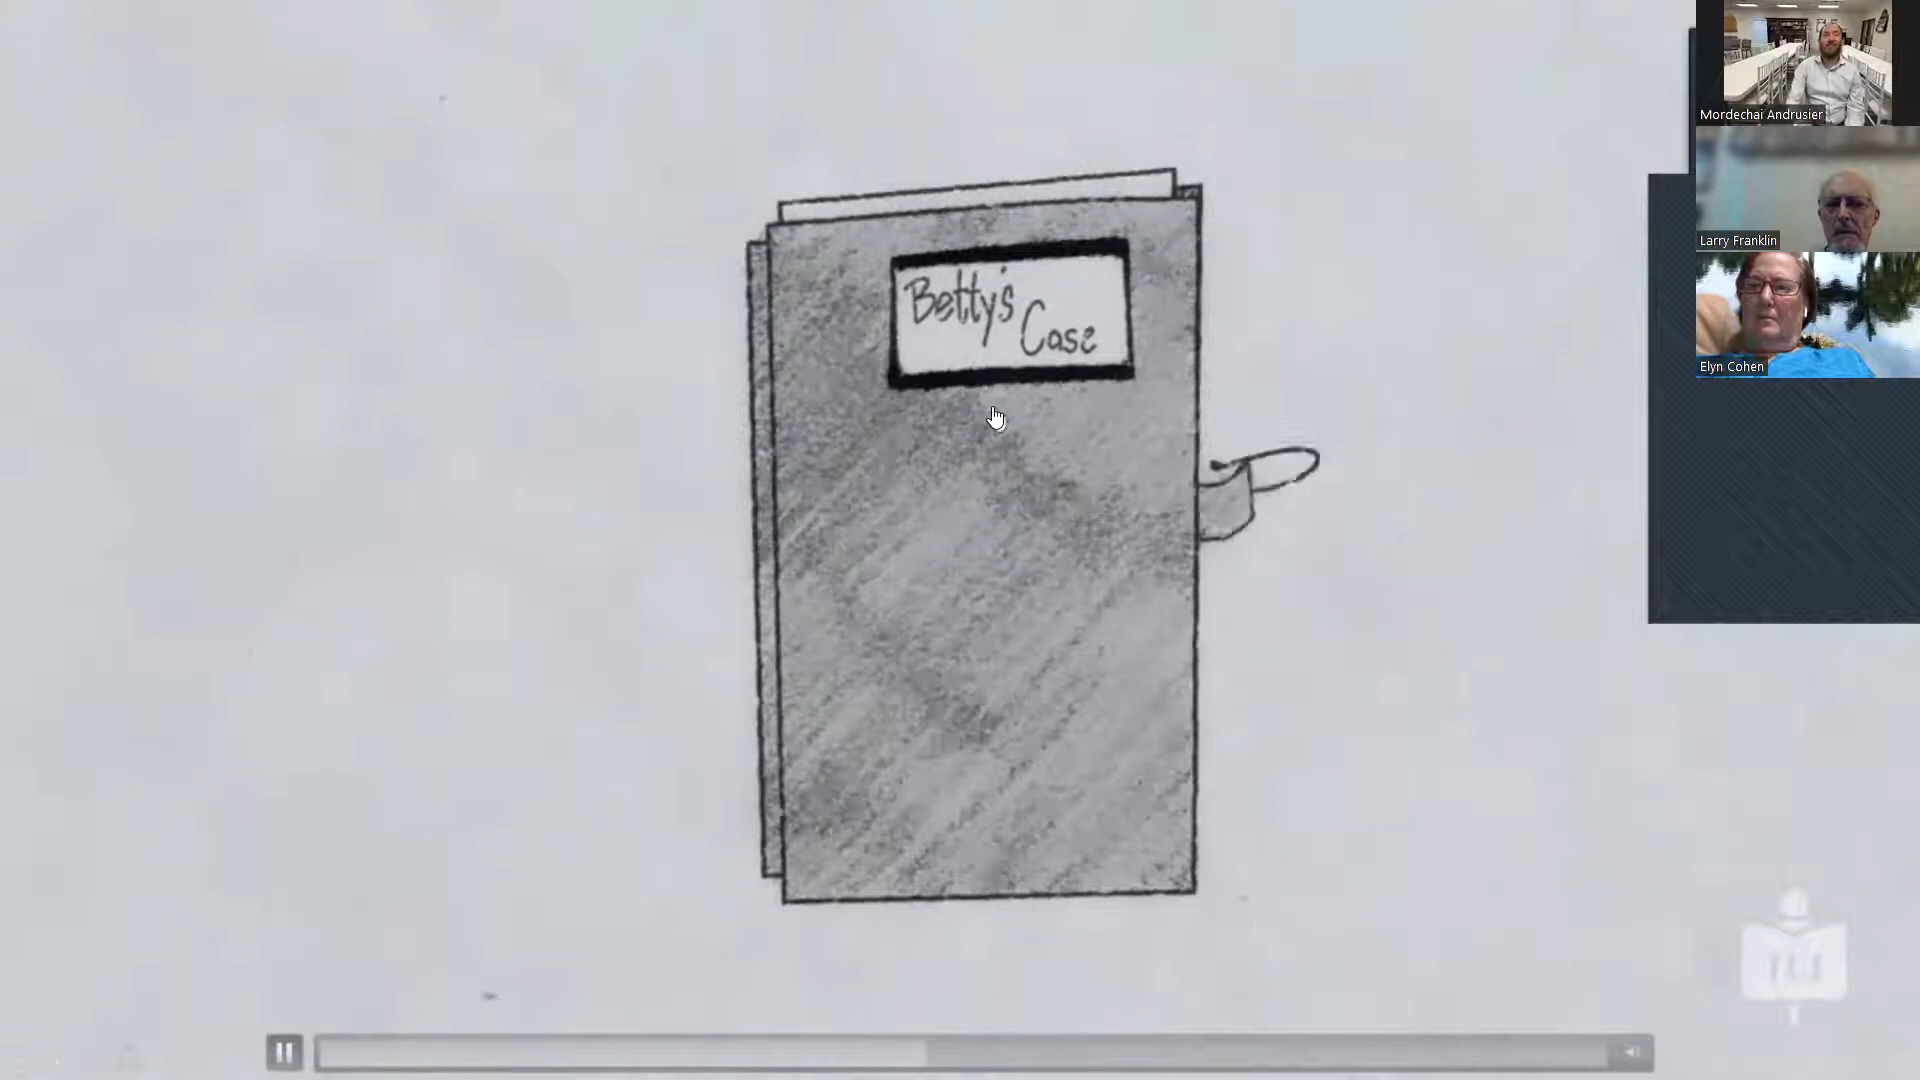 Betty's
Case
Mordechai Andrusier
Larry Franklin
Elyn Cohen